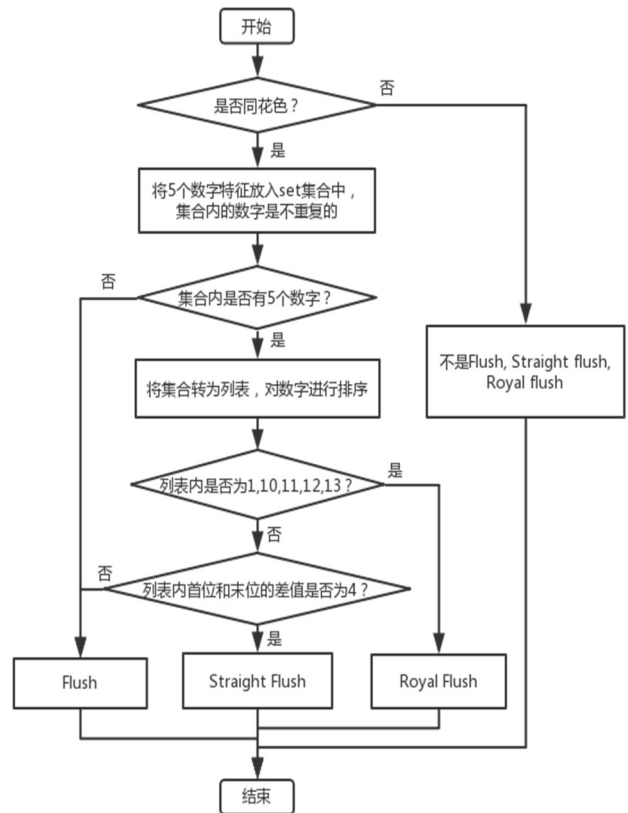 开始
是否同花色？
否
是
将5个数字特征放入set集合中，
集合内的数字是不重复的
否
集合内是否有5个数字？
是
不是Flush, Straight flush,
Royal flush
将集合转为列表，对数字进行排序
列表内是否为1,10,11,12,13？
是
否
否
列表内首位和末位的差值是否为4？
是
Flush
Straight Flush
Royal Flush
结束